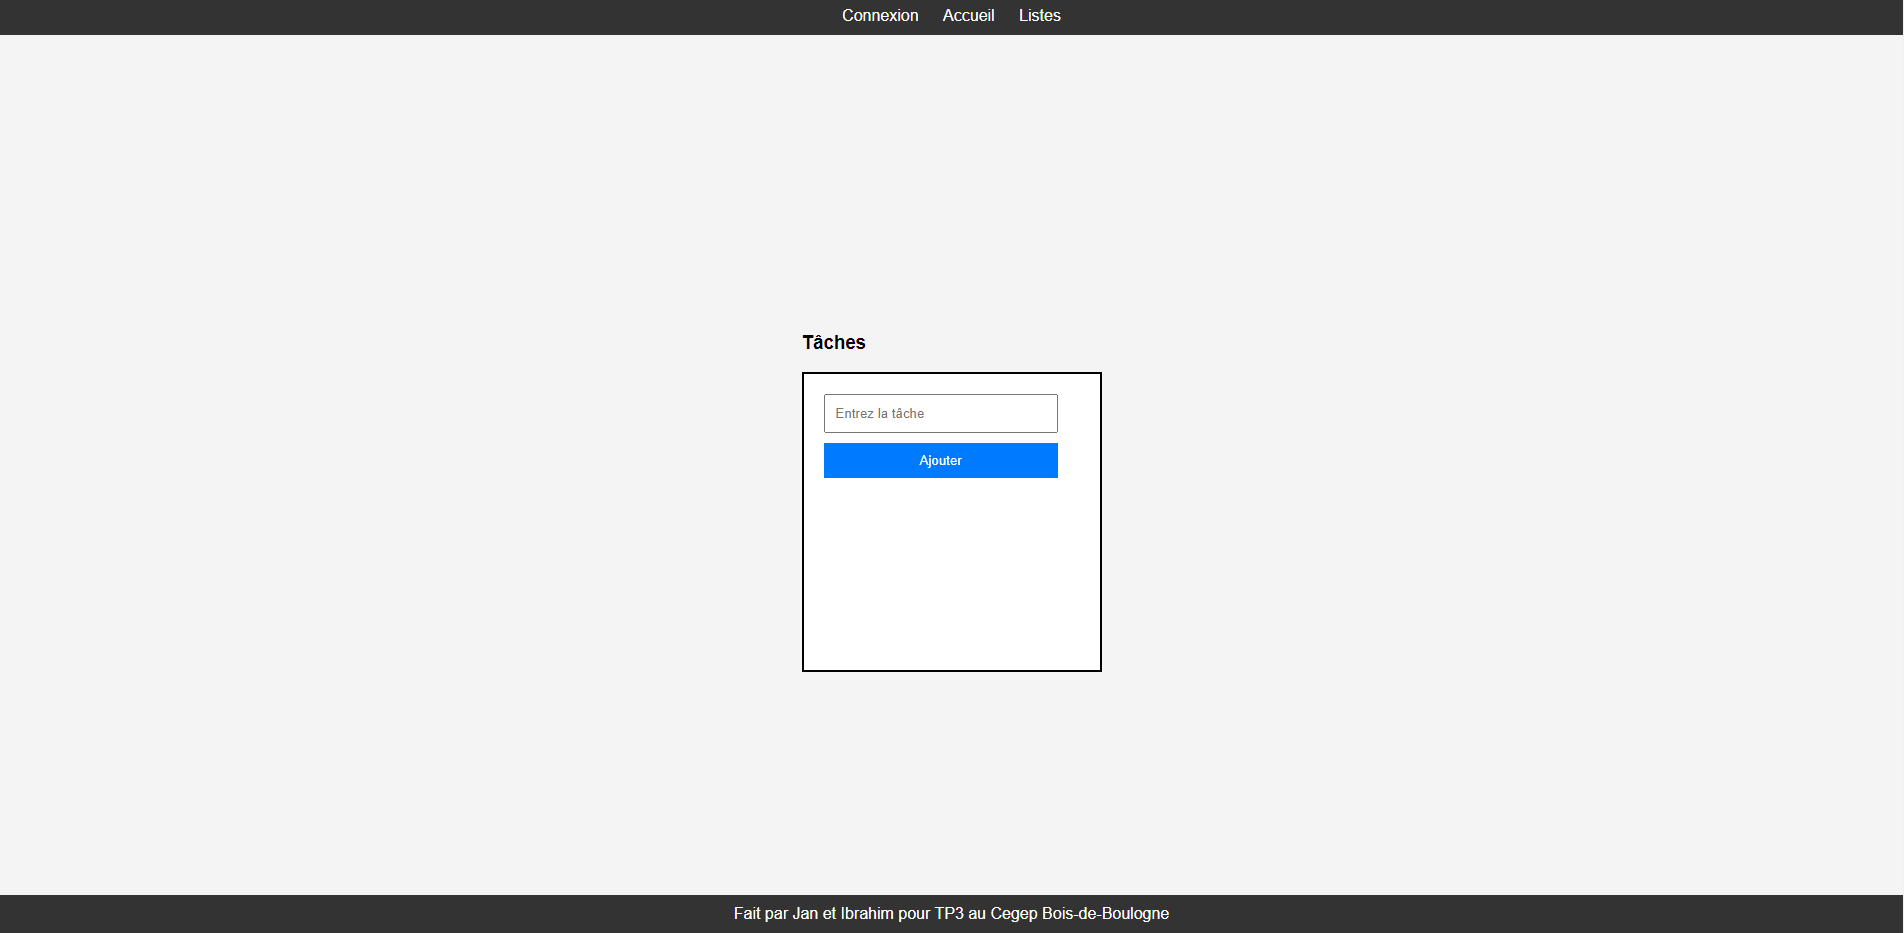 Connexion Accueil Listes
Tâches
Entrez la tâche
Ajouter
Fait par Jan et Ibrahim pour TP3 au Cegep Bois-de-Boulogne